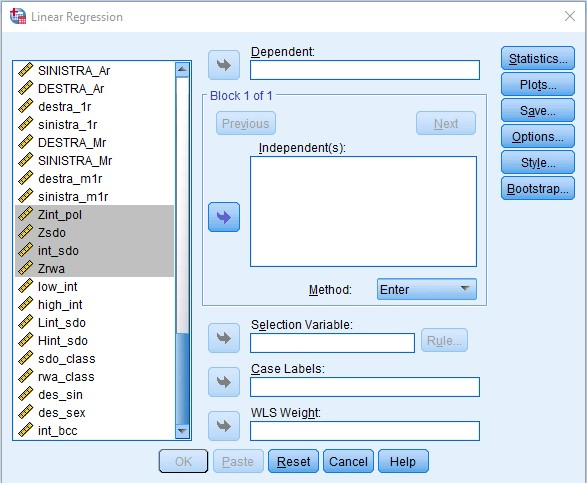 Linear Regression
SINISTRA_Ar
DESTRA_Ar
destra_1r
sinistra_1r
DESTRA_Mr
SINISTRA_Mr
destra_m1r
sinistra_m1r
Zint_pol
Zsdo
int_sdo
Zrwa
low_int
high_int
Lint_sdo
Hint_sdo
sdo_class
rwa_class
des_sin
des_sex
int_bcc
Dependent:
Block 1 of 1
Previous
Next
Independent(s):
Method:
Enter
Selection Variable:
Rule...
Case Labels:
WLS Weight:
Statistics...
Plots...
Save...
Options...
Style...
Bootstrap...
OK
Paste
Reset
Cancel
Help